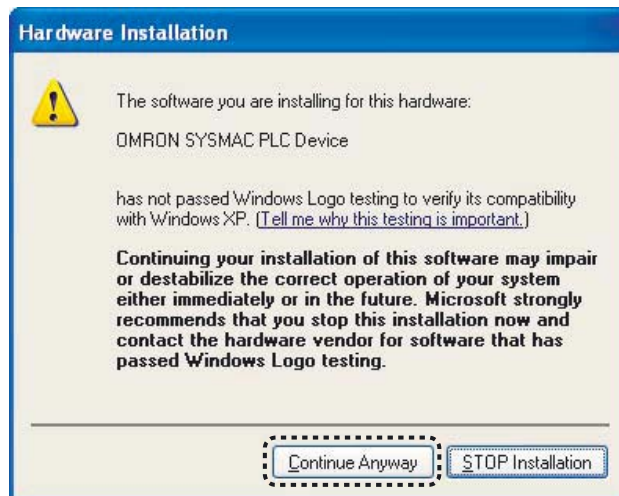 Hardware Installation
The software you are installing for this hardware:
OMRON SYSMAC PLC Device
has not passed Windows Logo testing to verify its compatibility
with Windows XP. (Tell me why this testing is important.)
Continuing your installation of this software may impair
or destabilize the correct operation of your system
either immediately or in the future. Microsoft strongly
recommends that you stop this installation now and
contact the hardware vendor for software that has
passed Windows Logo testing.
Continue Anyway STOP Installation